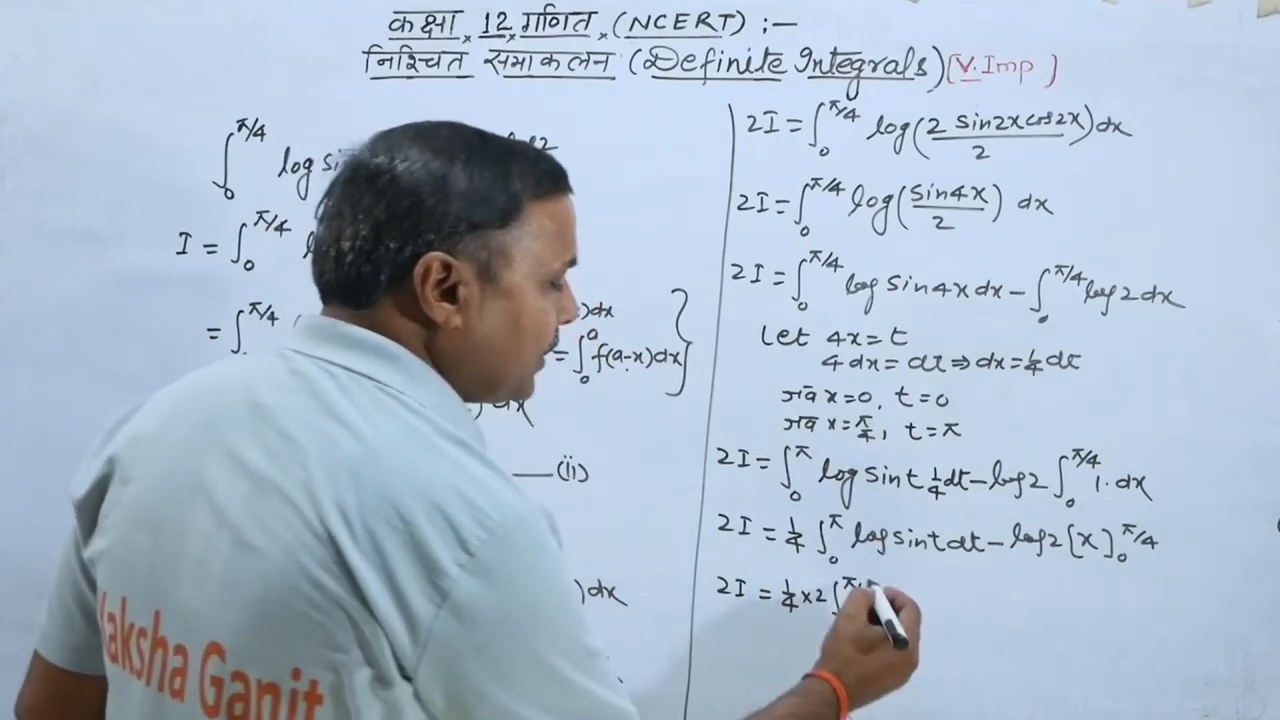 कक्षा 12 गणित (NCERT) :—
निश्चित समाकलन (Definite Integrals) [V. Imp)
∫₀^π/4 log
I = ∫₀^π/4
= ∫₀^π/4
)dx
= ∫₀^a f(a-x)dx}
dx
—(ii)
)dx
2I = ∫₀^π/4 log(2 sin2x cos2x / 2)dx
2I = ∫₀^π/4 log(sin4x / 2) dx
2I = ∫₀^π/4 log sin4x dx - ∫₀^π/4 log2 dx
Let 4x = t
4dx = dt ⇒ dx = 1/4 dt
जब x=0, t=0
जब x=π/4, t=π
2I = ∫₀^π log sint 1/4 dt - log2 ∫₀^π/4 1. dx
2I = 1/4 ∫₀^π log sint dt - log2 [x]₀^π/4
2I = 1/4 × 2 ∫
Kaksha Ganit